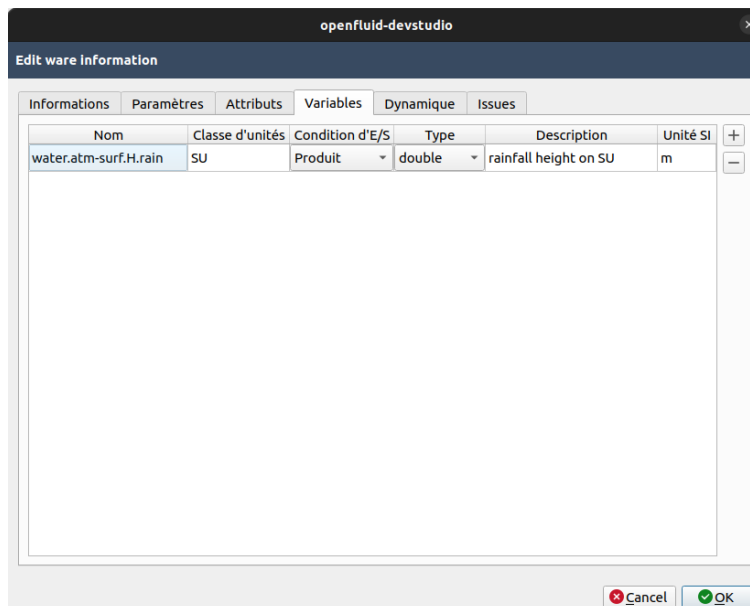 openfluid-devstudio
Edit ware information
Informations Paramètres Attributs Variables Dynamique Issues
Nom Classe d'unités Condition d'E/S Type Description Unité SI
water.atm-surf.H.rain SU Produit double rainfall height on SU m
Cancel OK